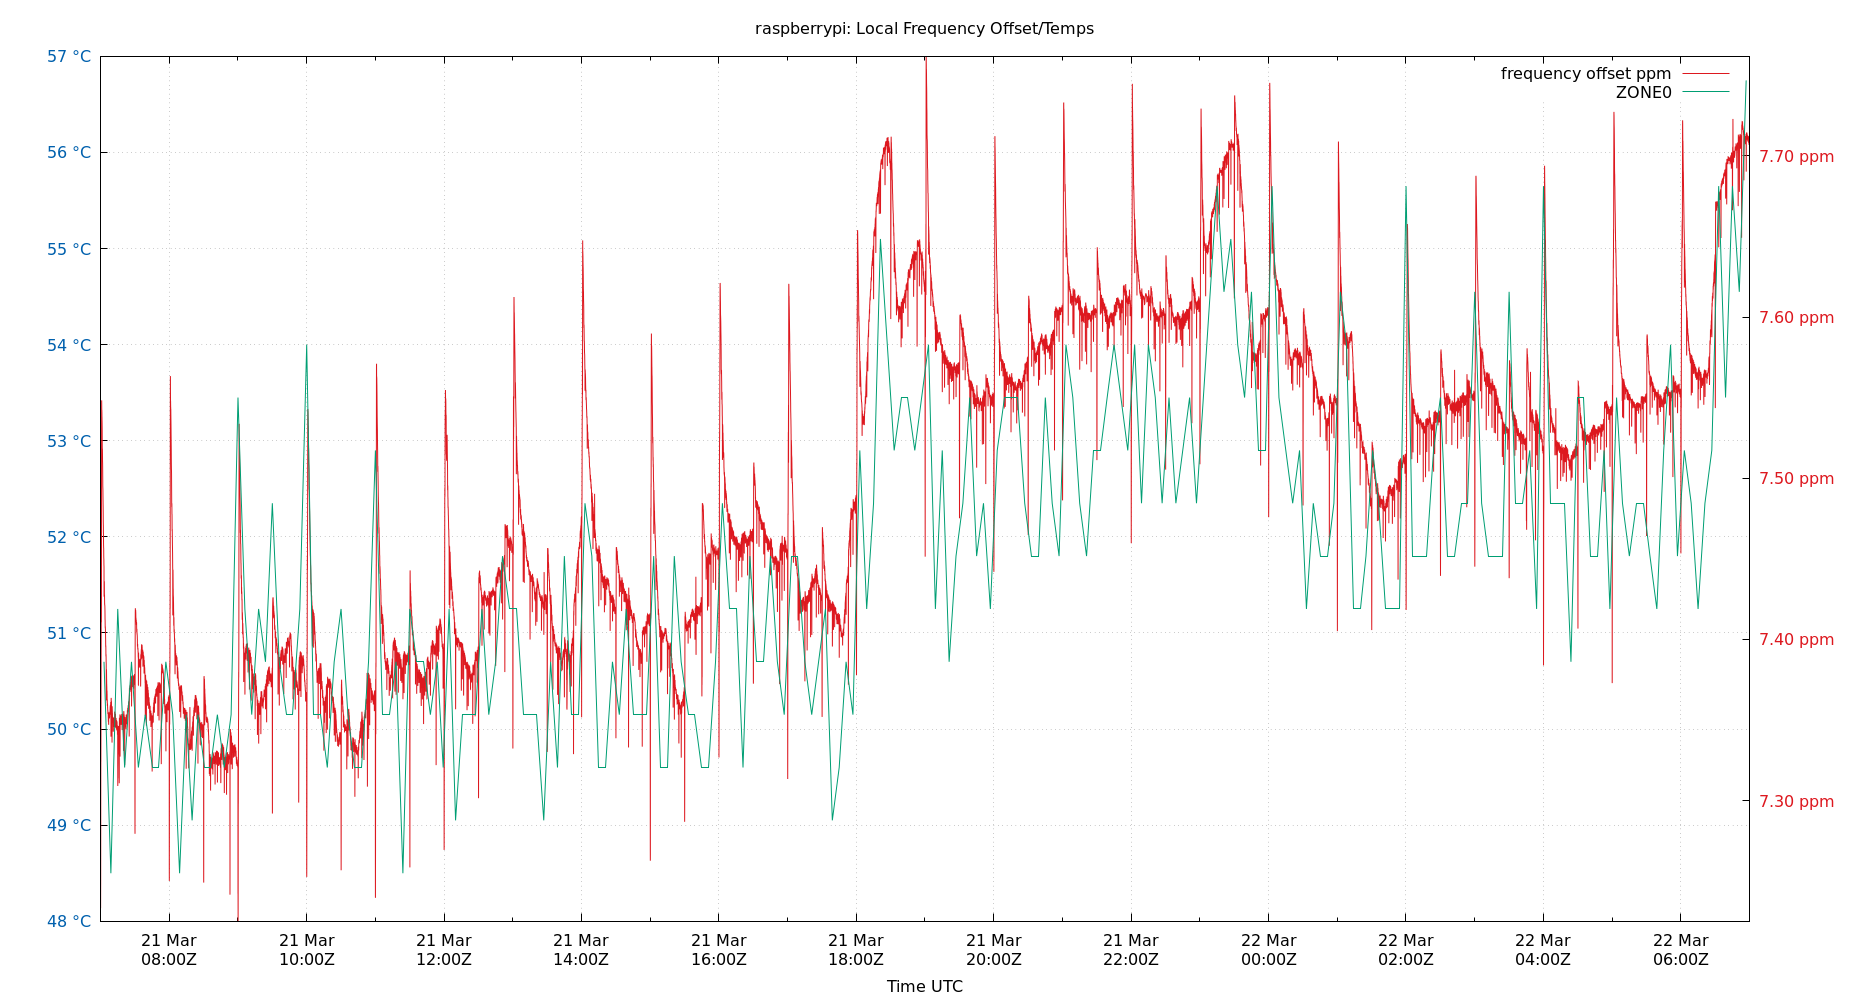 raspberrypi: Local Frequency Offset/Temps
57 °C
56 °C
55 °C
54 °C
53 °C
52 °C
51 °C
50 °C
49 °C
48 °C
frequency offset ppm
ZONE0
7.70 ppm
7.60 ppm
7.50 ppm
7.40 ppm
7.30 ppm
21 Mar
08:00Z
21 Mar
10:00Z
21 Mar
12:00Z
21 Mar
14:00Z
21 Mar
16:00Z
21 Mar
18:00Z
21 Mar
20:00Z
21 Mar
22:00Z
22 Mar
00:00Z
22 Mar
02:00Z
22 Mar
04:00Z
22 Mar
06:00Z
Time UTC